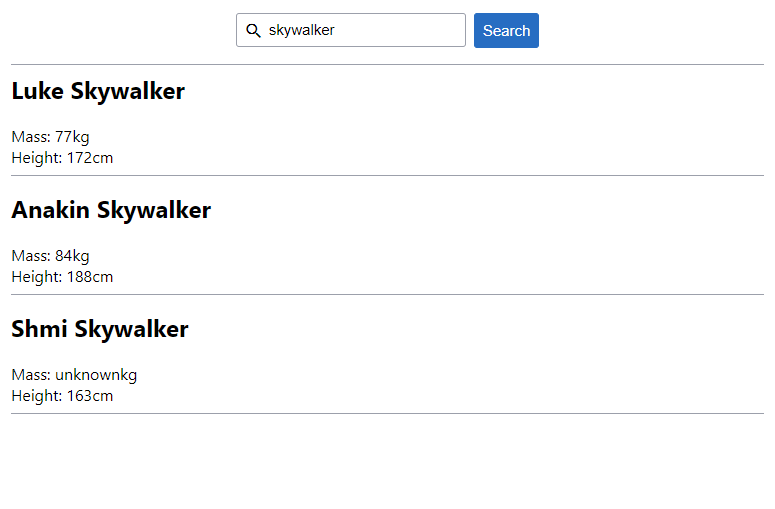 skywalker Search
Luke Skywalker
Mass: 77kg
Height: 172cm
Anakin Skywalker
Mass: 84kg
Height: 188cm
Shmi Skywalker
Mass: unknownkg
Height: 163cm